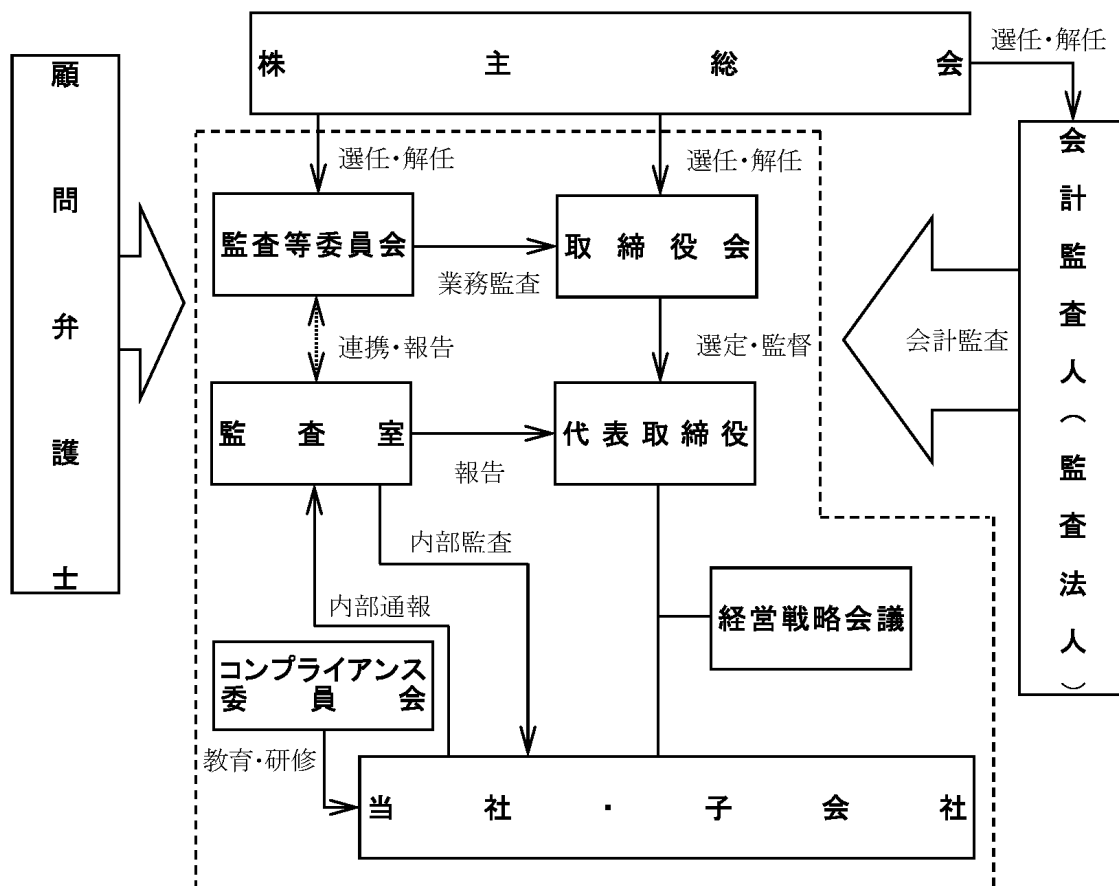 株主総会
選任・解任
顧問弁護士
会計監査人(監査法人)
選任・解任
選任・解任
監査等委員会
取締役会
業務監査
連携・報告
選定・監督
会計監査
監査室
代表取締役
報告
内部監査
内部通報
経営戦略会議
コンプライアンス
委員会
教育・研修
当社・子会社